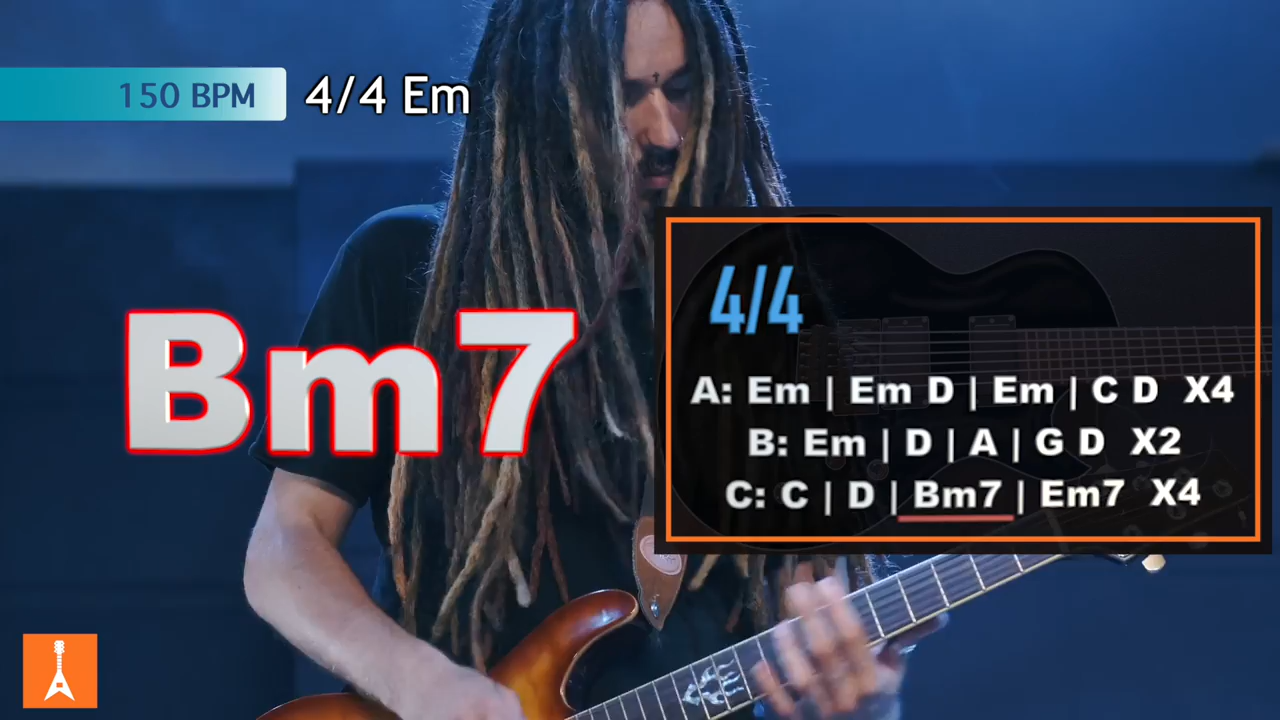 150 BPM 4/4 Em
Bm7
4/4
A: Em | Em D | Em | C D X4
B: Em | D | A | G D X2
C: C | D | Bm7 | Em7 X4